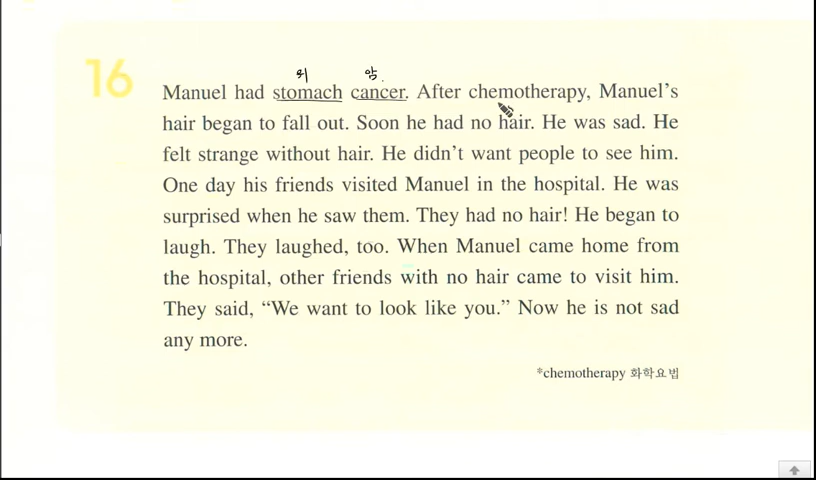 16
위 암
Manuel had stomach cancer. After chemotherapy, Manuel's
hair began to fall out. Soon he had no hair. He was sad. He
felt strange without hair. He didn't want people to see him.
One day his friends visited Manuel in the hospital. He was
surprised when he saw them. They had no hair! He began to
laugh. They laughed, too. When Manuel came home from
the hospital, other friends with no hair came to visit him.
They said, “We want to look like you.” Now he is not sad
any more.
*chemotherapy 화학요법